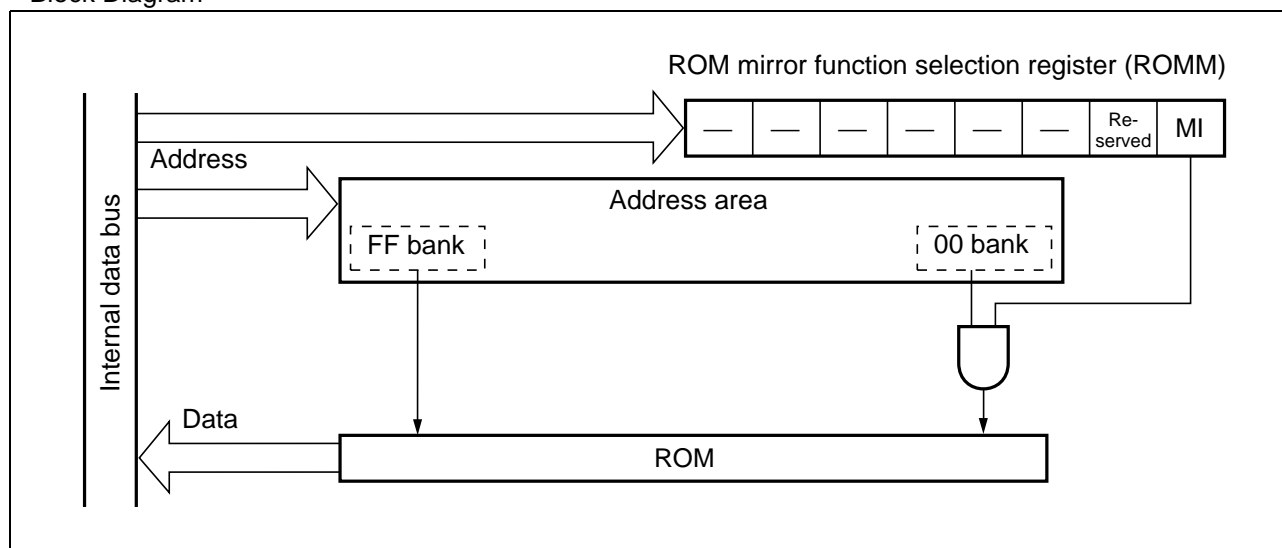 Block Diagram
ROM mirror function selection register (ROMM)
— — — — — — Re-
served MI
Address
Address area
FF bank 00 bank
Internal data bus
Data
ROM